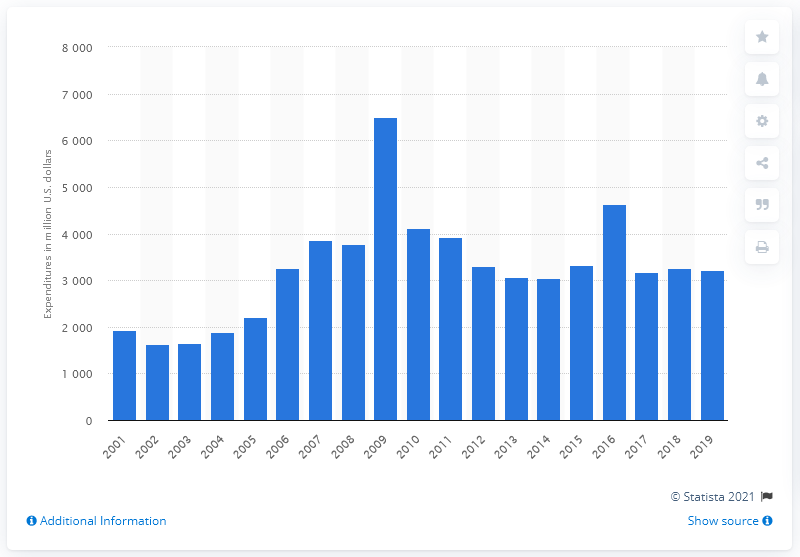 8 000
7 000
6 000
5 000
4 000
3 000
2 000
1 000
0
Expenditures in million U.S. dollars
2001 2002 2003 2004 2005 2006 2007 2008 2009 2010 2011 2012 2013 2014 2015 2016 2017 2018 2019
© Statista 2021
Additional Information
Show source